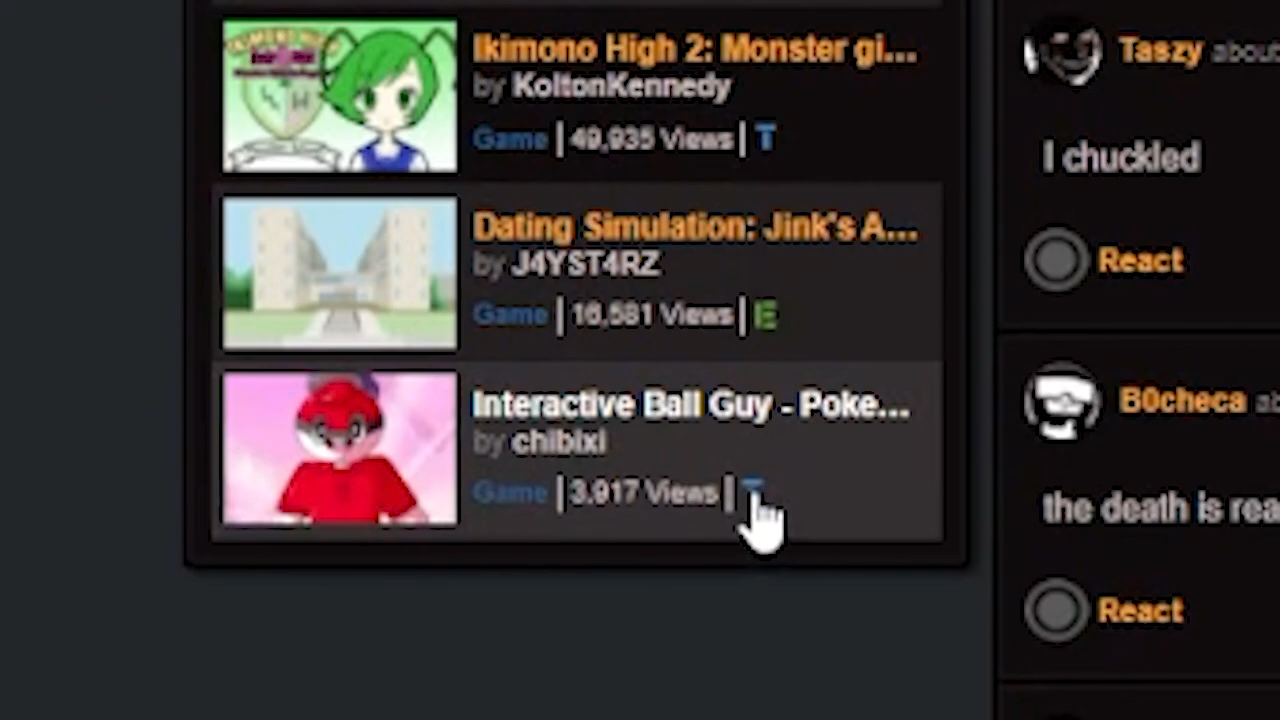 Ikimono High 2: Monster gi...
by KoltonKennedy
Game | 49,935 Views | T
Dating Simulation: Jink's A...
by J4YST4RZ
Game | 16,581 Views | E
Interactive Ball Guy - Poke...
by chibixi
Game | 3,917 Views | T
Taszy about
I chuckled
React
B0checa ab
the death is rea
React